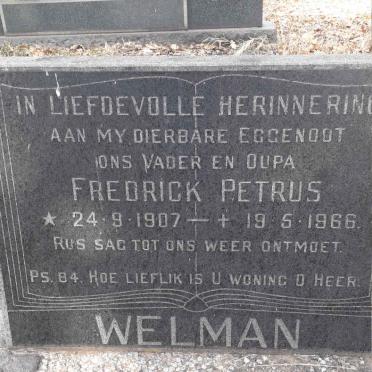 IN LIEFDEVOLLE HERINNERING
AAN MY DIERBARE EGGENOOT
ONS VADER EN OUPA
FREDRICK PETRUS
★ 24·9·1907 — + 19·5·1966.
RUS SAG TOT ONS WEER ONTMOET.
PS. 84. HOE LIEFLIK IS U WONING O HEER.
WELMAN